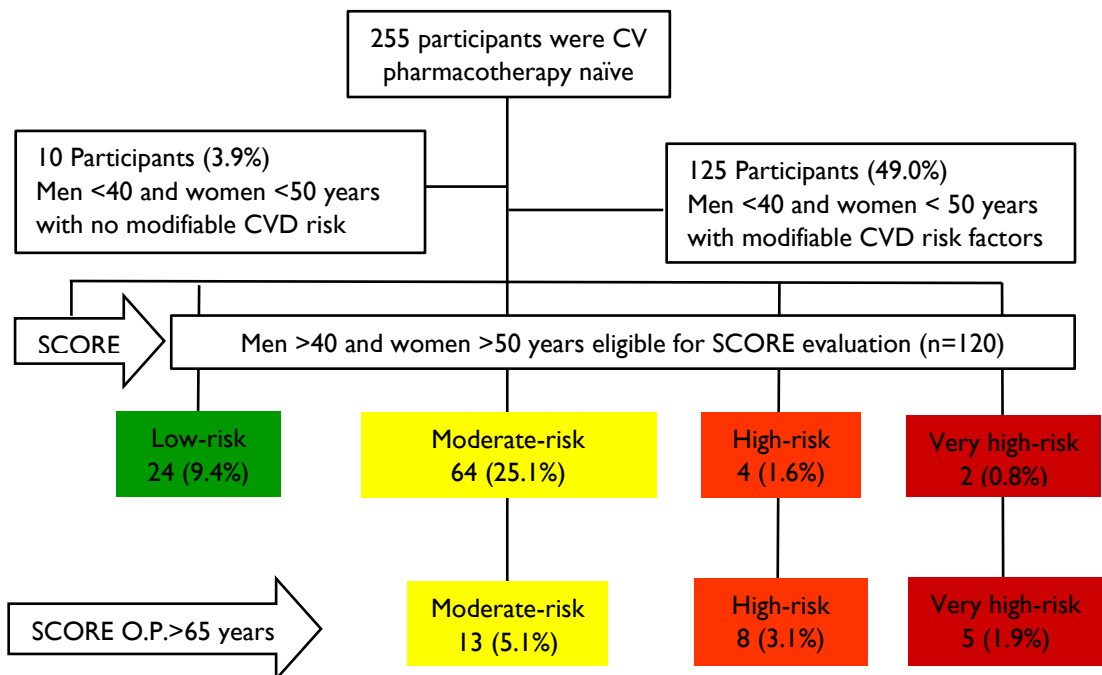 255 participants were CV
pharmacotherapy naïve
10 Participants (3.9%)
Men <40 and women <50 years
with no modifiable CVD risk
125 Participants (49.0%)
Men <40 and women < 50 years
with modifiable CVD risk factors
SCORE
Men >40 and women >50 years eligible for SCORE evaluation (n=120)
Low-risk
24 (9.4%)
Moderate-risk
64 (25.1%)
High-risk
4 (1.6%)
Very high-risk
2 (0.8%)
SCORE O.P.>65 years
Moderate-risk
13 (5.1%)
High-risk
8 (3.1%)
Very high-risk
5 (1.9%)